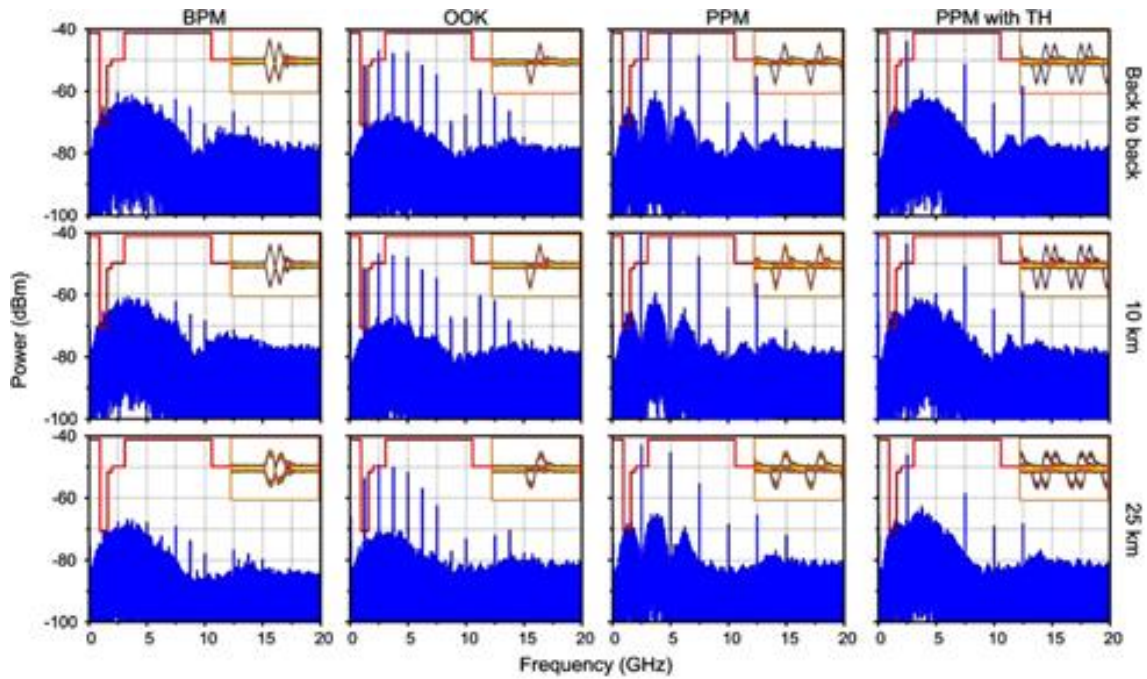 BPM OOK PPM PPM with TH
-40
-60
-80
-100
Back to back
-40
-60
-80
-100
10 km
-40
-60
-80
-100
25 km
Power (dBm)
0 5 10 15 20 0 5 10 15 20 0 5 10 15 20 0 5 10 15 20
Frequency (GHz)